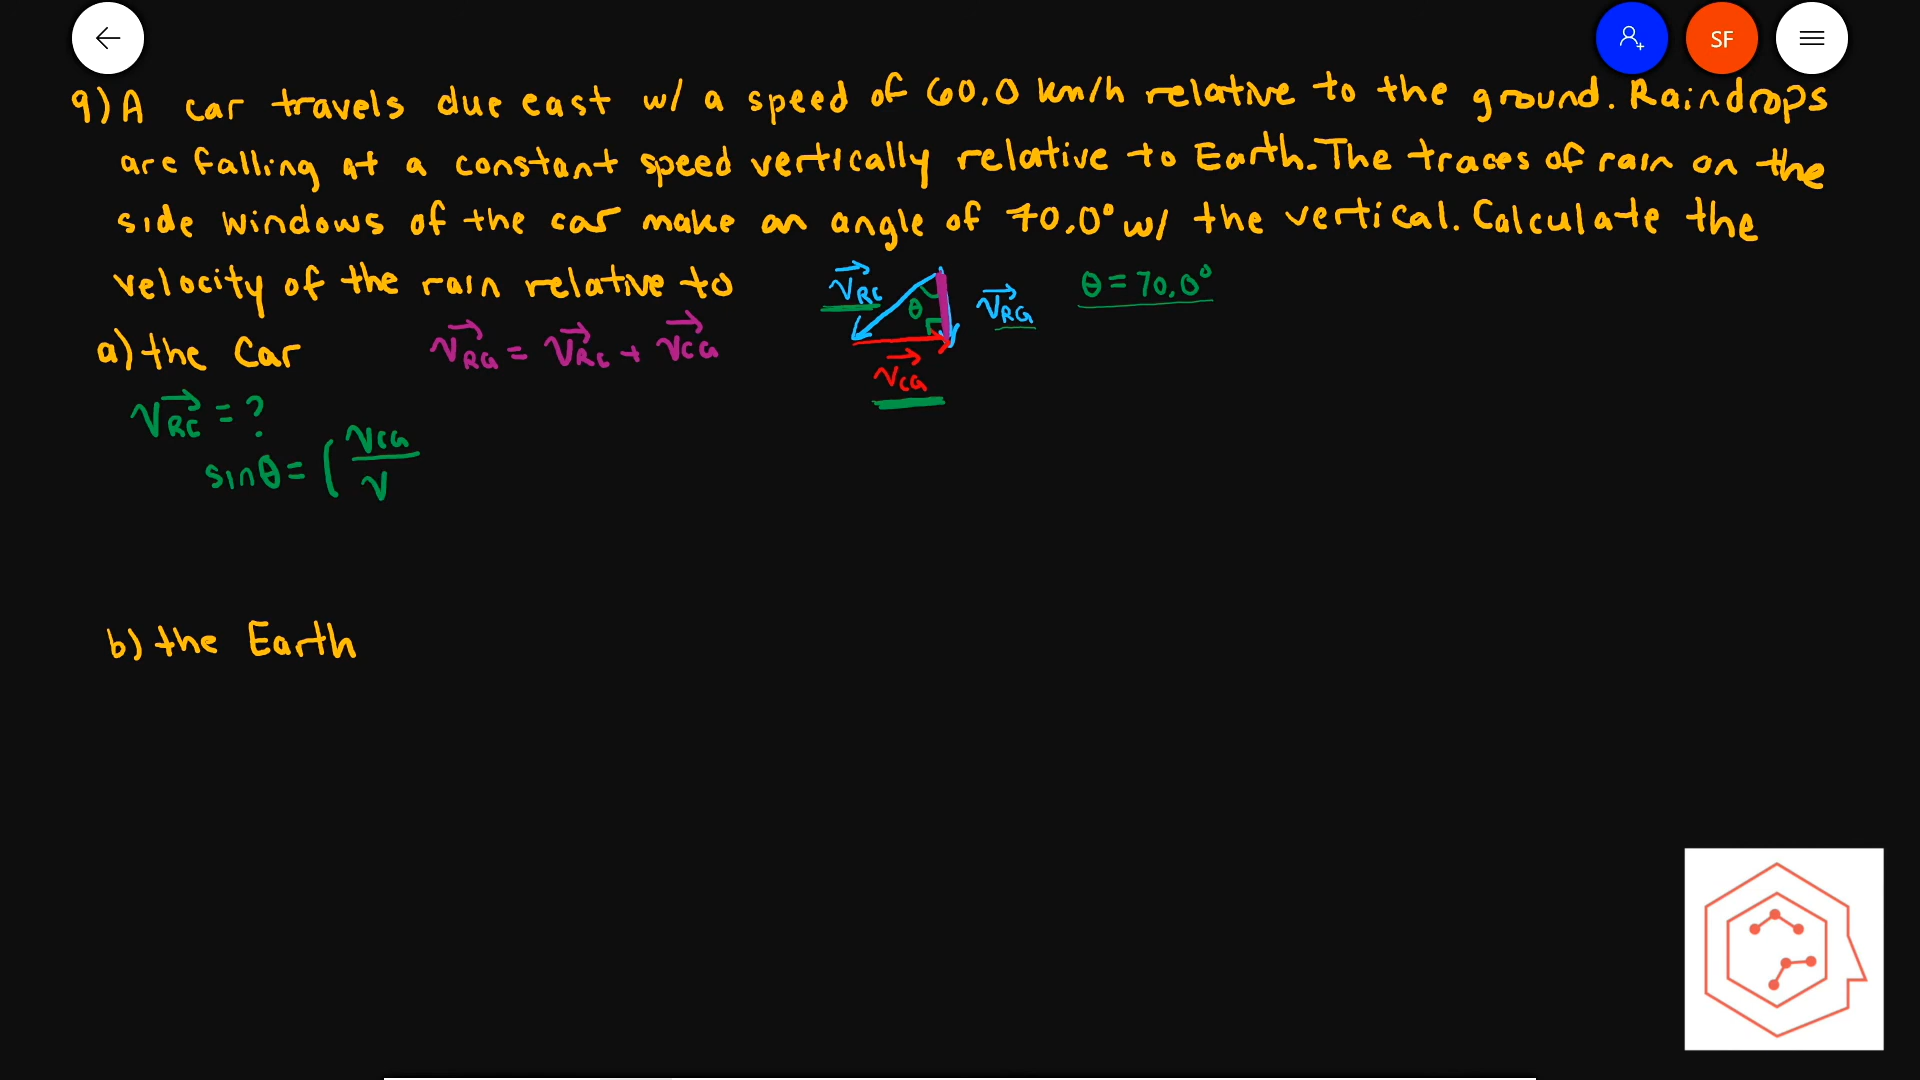 SF
9) A car travels due east w/ a speed of 60.0 km/h relative to the ground. Raindrops
are falling at a constant speed vertically relative to Earth. The traces of rain on the
side windows of the car make an angle of 70.0° w/ the vertical. Calculate the
velocity of the rain relative to
V⃗RC
θ
V⃗RG
θ = 70.0°
a) the Car
V⃗RG = V⃗RC + V⃗CG
V⃗CG
V⃗RC = ?
sinθ = ( VCG / V
b) the Earth